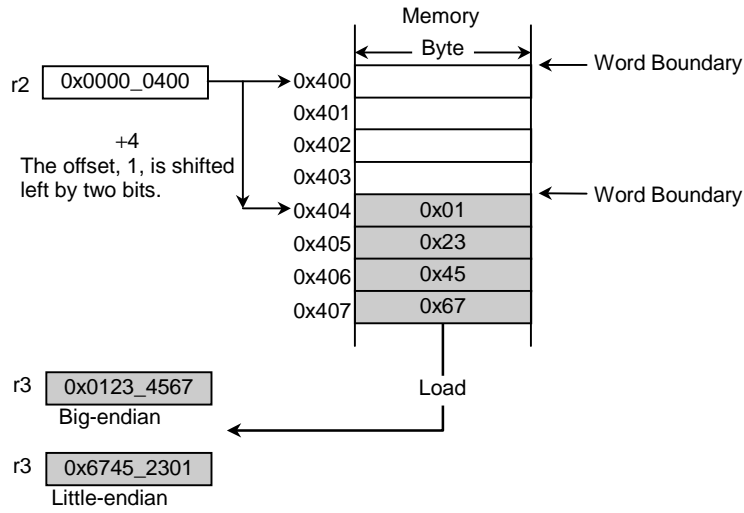 Memory
Byte
Word Boundary
r2 0x0000_0400
0x400
0x401
+4
0x402
The offset, 1, is shifted
left by two bits.
0x403
Word Boundary
0x404 0x01
0x405 0x23
0x406 0x45
0x407 0x67
r3 0x0123_4567
Load
Big-endian
r3 0x6745_2301
Little-endian